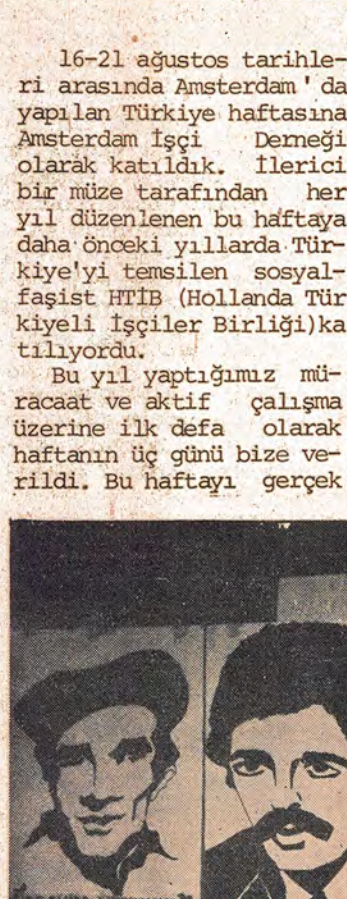 16-21 ağustos tarihle-
ri arasında Amsterdam'da
yapılan Türkiye haftasına
Amsterdam İşçi Derneği
olarak katıldık. İlerici
bir müze tarafından her
yıl düzenlenen bu haftaya
daha önceki yıllarda Tür-
kiye'yi temsilen sosyal-
faşist HTİB (Hollanda Tür
kiyeli İşçiler Birliği)ka
tılıyordu.
Bu yıl yaptığımız mü-
racaat ve aktif çalışma
üzerine ilk defa olarak
haftanın üç günü bize ve-
rildi. Bu haftayı gerçek